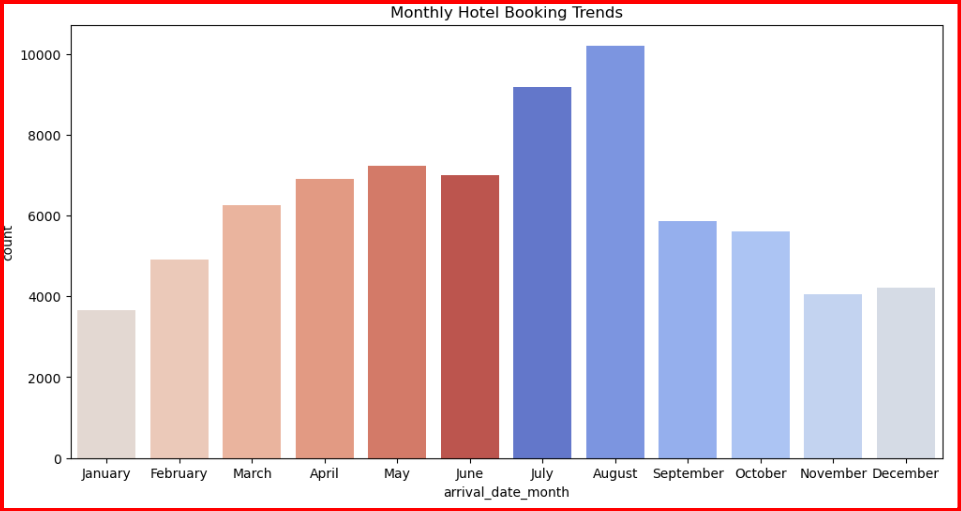 Monthly Hotel Booking Trends
10000
8000
6000
4000
2000
0
count
January February March April May June July August September October November December
arrival_date_month